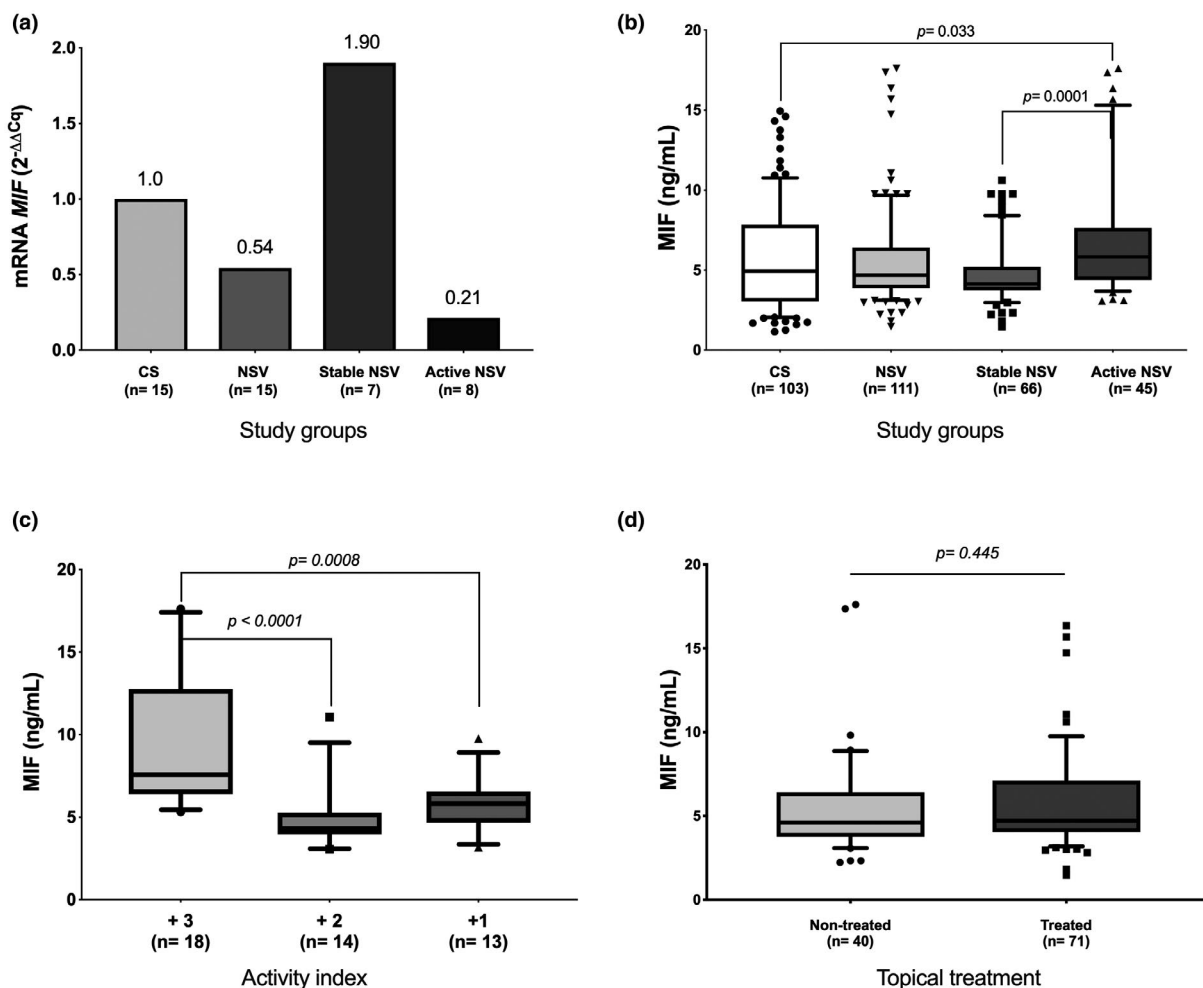 (a)
mRNA MIF (2-ΔΔCq)
2.0
1.5
1.0
0.5
0.0
1.0
0.54
1.90
0.21
CS
(n= 15)
NSV
(n= 15)
Stable NSV
(n= 7)
Active NSV
(n= 8)
Study groups
(b)
MIF (ng/mL)
20
15
10
5
0
p= 0.033
p= 0.0001
CS
(n= 103)
NSV
(n= 111)
Stable NSV
(n= 66)
Active NSV
(n= 45)
Study groups
(c)
MIF (ng/mL)
20
15
10
5
0
p= 0.0008
p < 0.0001
+ 3
(n= 18)
+ 2
(n= 14)
+1
(n= 13)
Activity index
(d)
MIF (ng/mL)
20
15
10
5
0
p= 0.445
Non-treated
(n= 40)
Treated
(n= 71)
Topical treatment